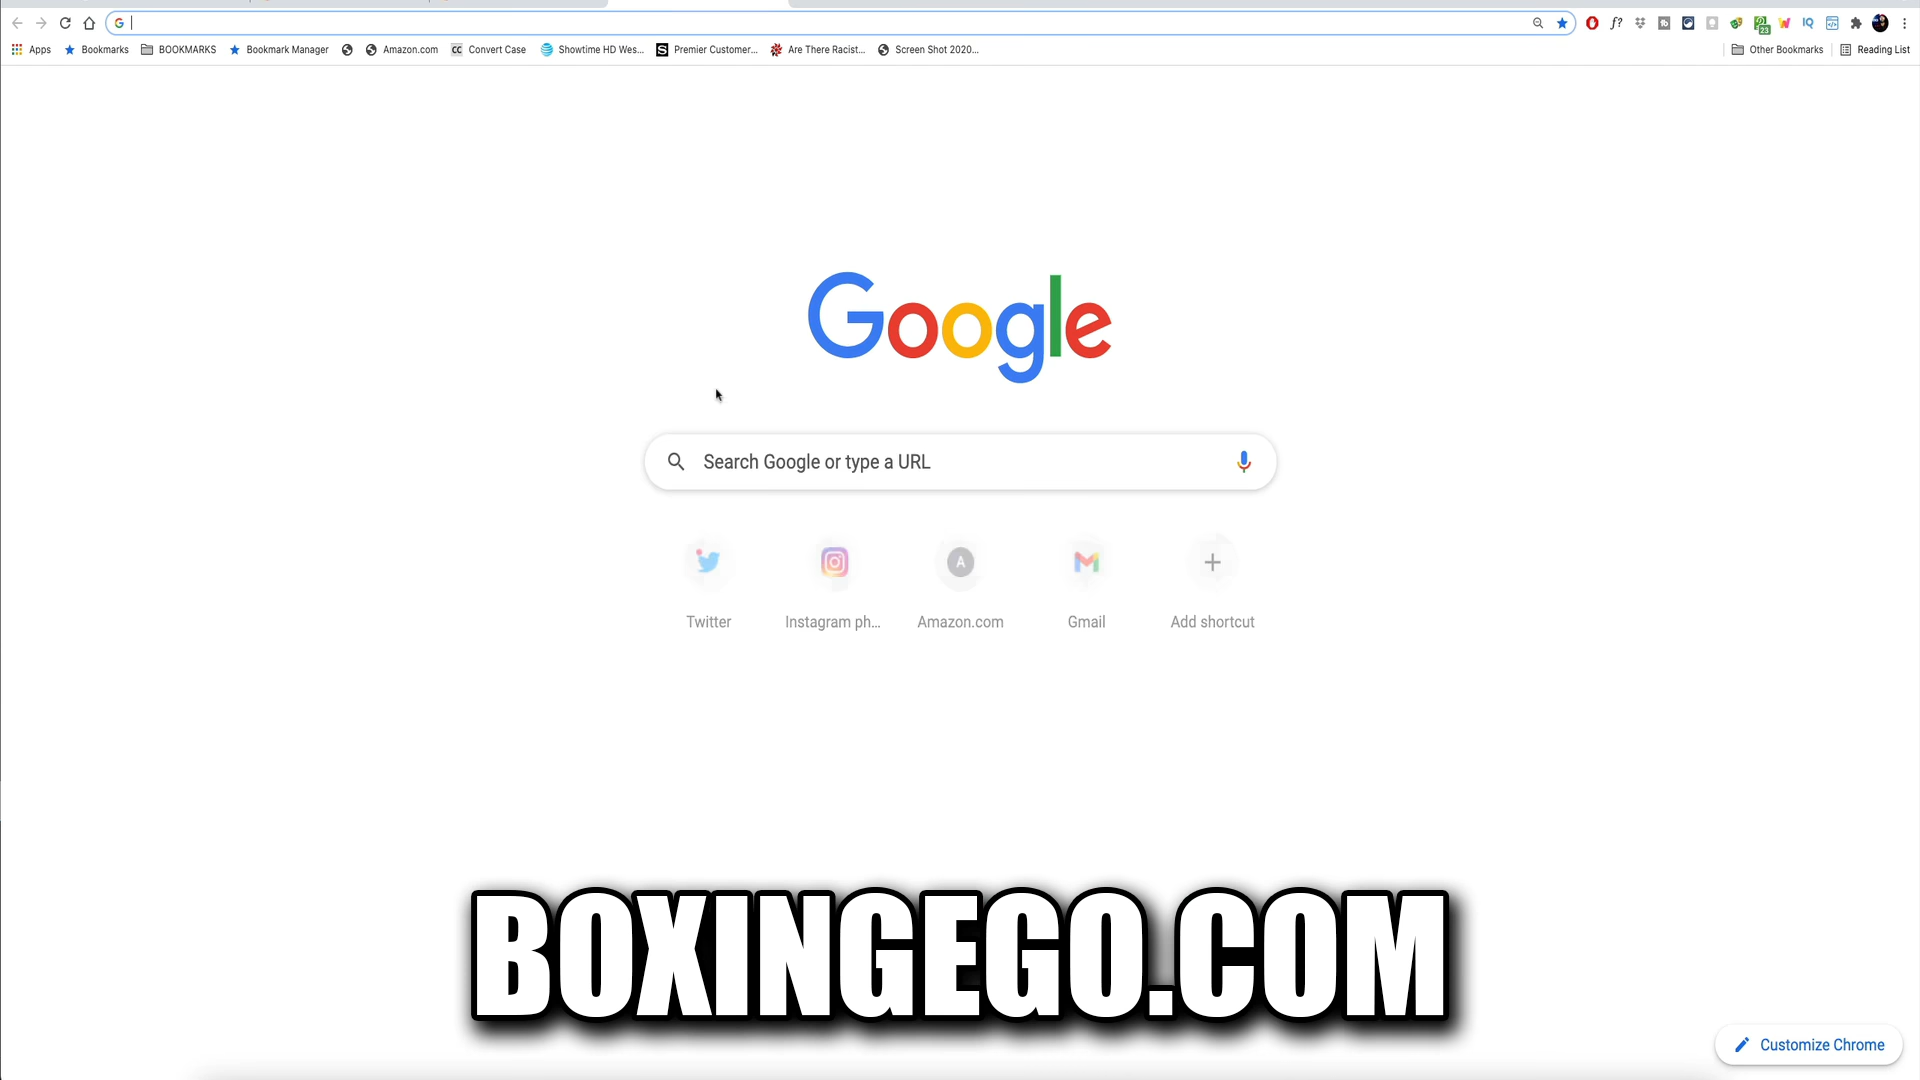 Apps Bookmarks BOOKMARKS Bookmark Manager Amazon.com CC Convert Case Showtime HD Wes... S Premier Customer... Are There Racist... Screen Shot 2020... Other Bookmarks Reading List
Google
Search Google or type a URL
A
Twitter Instagram ph... Amazon.com Gmail Add shortcut
BOXINGEGO.COM
Customize Chrome